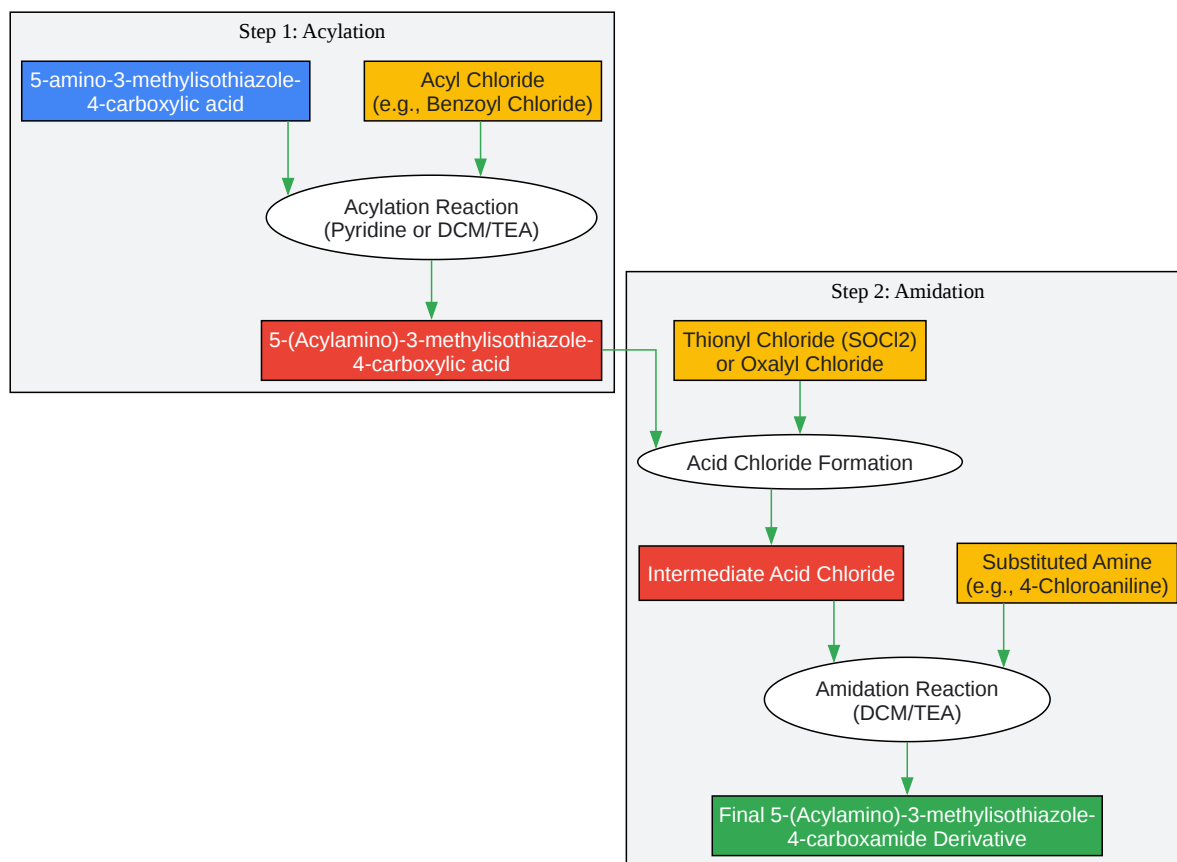 Step 1: Acylation
5-amino-3-methylisothiazole-
4-carboxylic acid
Acyl Chloride
(e.g., Benzoyl Chloride)
Acylation Reaction
(Pyridine or DCM/TEA)
5-(Acylamino)-3-methylisothiazole-
4-carboxylic acid
Step 2: Amidation
Thionyl Chloride (SOCl2)
or Oxalyl Chloride
Acid Chloride Formation
Intermediate Acid Chloride
Substituted Amine
(e.g., 4-Chloroaniline)
Amidation Reaction
(DCM/TEA)
Final 5-(Acylamino)-3-methylisothiazole-
4-carboxamide Derivative